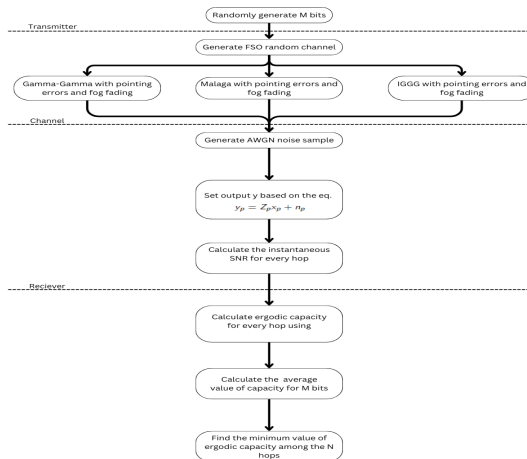 Randomly generate M bits
Transmitter
Generate FSO random channel
Gamma-Gamma with pointing
errors and fog fading
Malaga with pointing errors and
fog fading
IGGG with pointing errors and
fog fading
Channel
Generate AWGN noise sample
Set output y based on the eq.
y_p = Z_p x_p + n_p
Calculate the instantaneous
SNR for every hop
Reciever
Calculate ergodic capacity
for every hop using
Calculate the average
value of capacity for M bits
Find the minimum value of
ergodic capacity among the N
hops